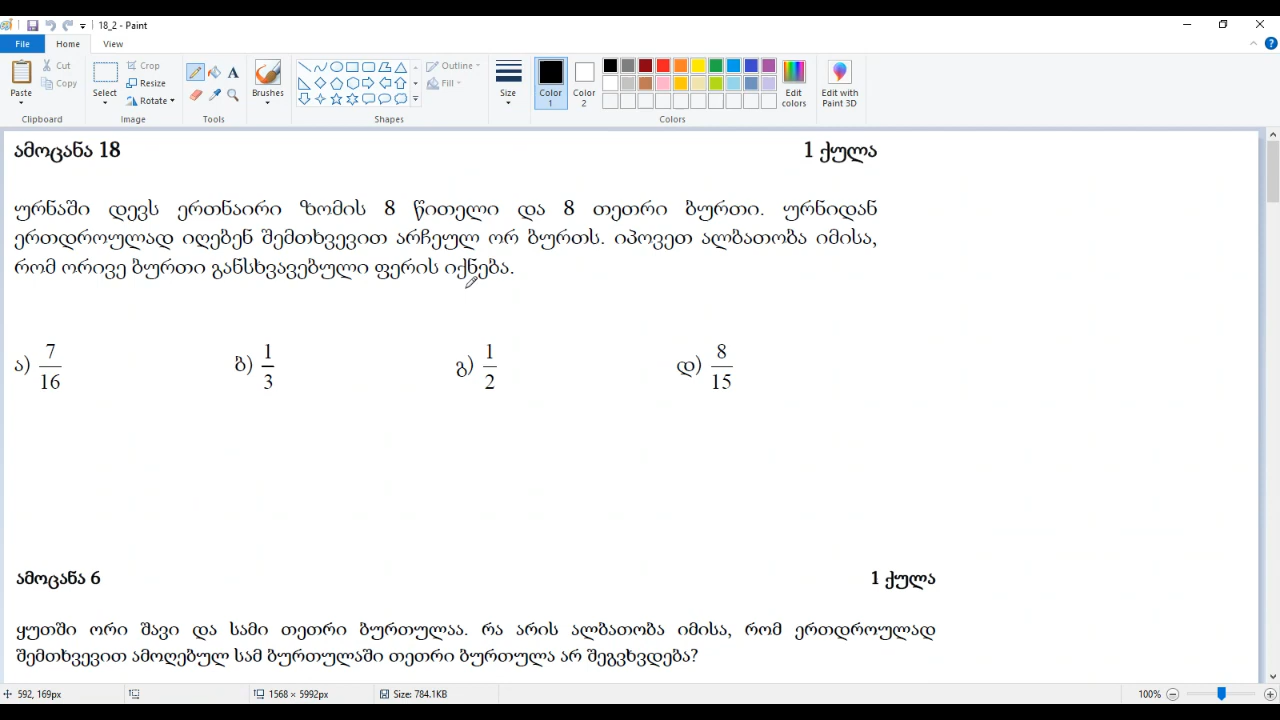 18_2 - Paint
File Home View
Paste Cut Copy Clipboard
Select Crop Resize Rotate Image
Tools
Brushes
Outline Fill Shapes
Size
Color 1 Color 2 Edit colors Colors
Edit with Paint 3D
ამოცანა 18 1 ქულა
ურნაში დევს ერთნაირი ზომის 8 წითელი და 8 თეთრი ბურთი. ურნიდან
ერთდროულად იღებენ შემთხვევით არჩეულ ორ ბურთს. იპოვეთ ალბათობა იმისა,
რომ ორივე ბურთი განსხვავებული ფერის იქნება.
ა) 7/16 ბ) 1/3 გ) 1/2 დ) 8/15
ამოცანა 6 1 ქულა
ყუთში ორი შავი და სამი თეთრი ბურთულაა. რა არის ალბათობა იმისა, რომ ერთდროულად
შემთხვევით ამოღებულ სამ ბურთულაში თეთრი ბურთულა არ შეგვხვდება?
592, 169px 1568 × 5992px Size: 784.1KB 100%